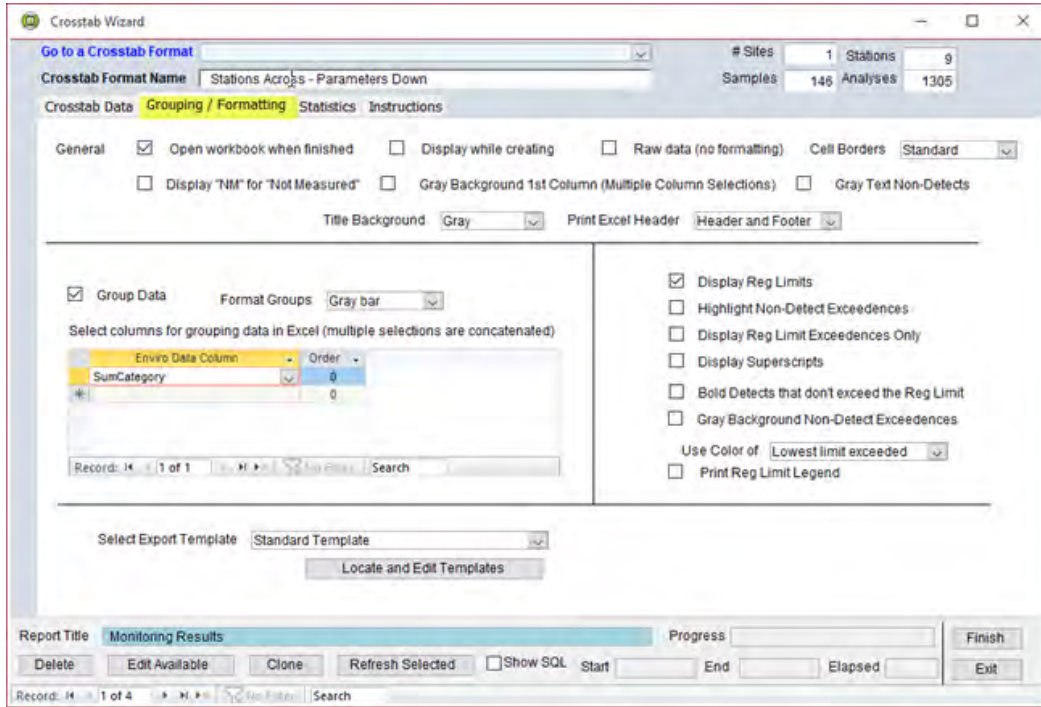 Crosstab Wizard
Go to a Crosstab Format # Sites 1 Stations 9
Crosstab Format Name Stations Across - Parameters Down Samples 146 Analyses 1305
Crosstab Data Grouping / Formatting Statistics Instructions
General Open workbook when finished Display while creating Raw data (no formatting) Cell Borders Standard
Display "NM" for "Not Measured" Gray Background 1st Column (Multiple Column Selections) Gray Text Non-Detects
Title Background Gray Print Excel Header Header and Footer
Group Data Format Groups Gray bar
Select columns for grouping data in Excel (multiple selections are concatenated)
Enviro Data Column Order
SumCategory 0
0
Record: 1 of 1 No Filter Search
Display Reg Limits
Highlight Non-Detect Exceedences
Display Reg Limit Exceedences Only
Display Superscripts
Bold Detects that don't exceed the Reg Limit
Gray Background Non-Detect Exceedences
Use Color of Lowest limit exceeded
Print Reg Limit Legend
Select Export Template Standard Template
Locate and Edit Templates
Report Title Monitoring Results Progress Finish
Delete Edit Available Clone Refresh Selected Show SQL Start End Elapsed Exit
Record: 1 of 4 No Filter Search